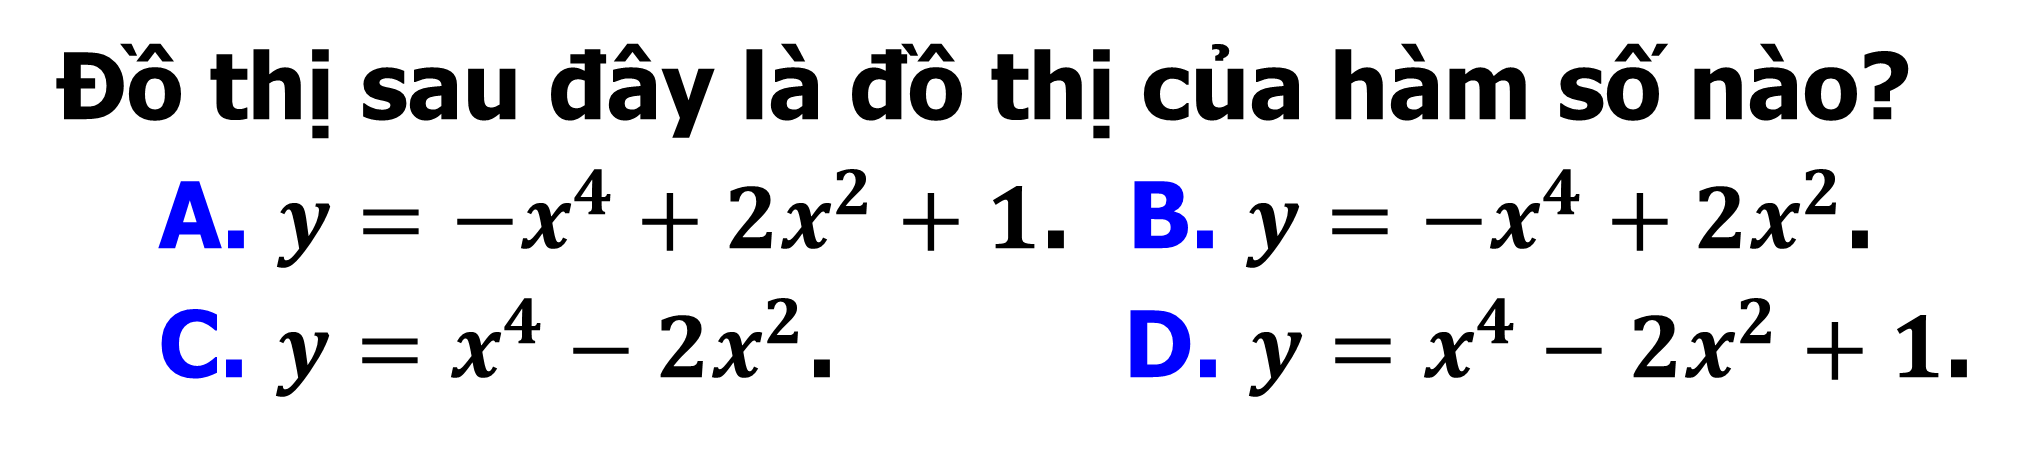 Đồ thị sau đây là đồ thị của hàm số nào?
A. y = −x⁴ + 2x² + 1. B. y = −x⁴ + 2x².
C. y = x⁴ − 2x². D. y = x⁴ − 2x² + 1.